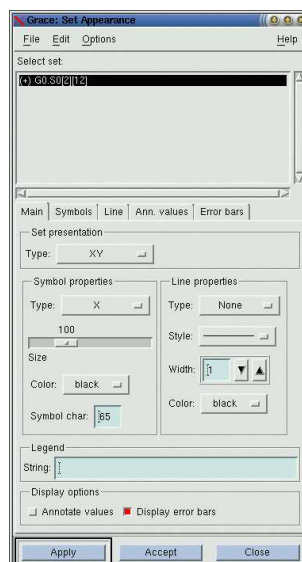 Grace: Set Appearance
File Edit Options Help
Select set:
(+) G0.S0[2][12]
Main Symbols Line Ann. values Error bars
Set presentation
Type: XY
Symbol properties Line properties
Type: X Type: None
100 Style:
Size Width: 1
Color: black Color: black
Symbol char: 65
Legend
String:
Display options
Annotate values Display error bars
Apply Accept Close